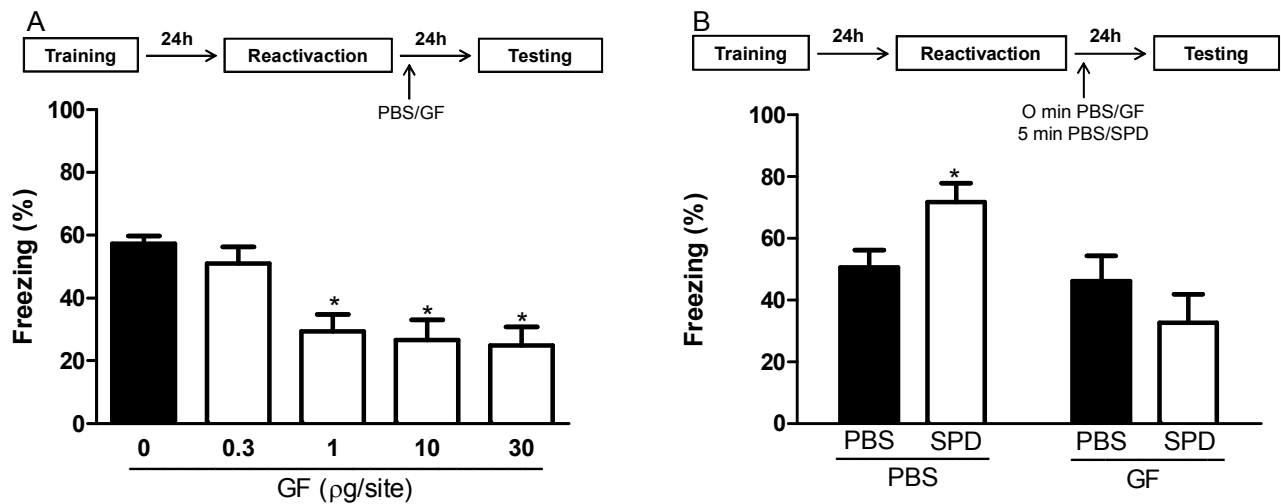 A
Training
24h
Reactivaction
24h
Testing
PBS/GF
Freezing (%)
100
80
60
40
20
0
*
*
*
0 0.3 1 10 30
GF (ρg/site)
B
Training
24h
Reactivaction
24h
Testing
O min PBS/GF
5 min PBS/SPD
Freezing (%)
100
80
60
40
20
0
*
PBS SPD PBS SPD
PBS GF